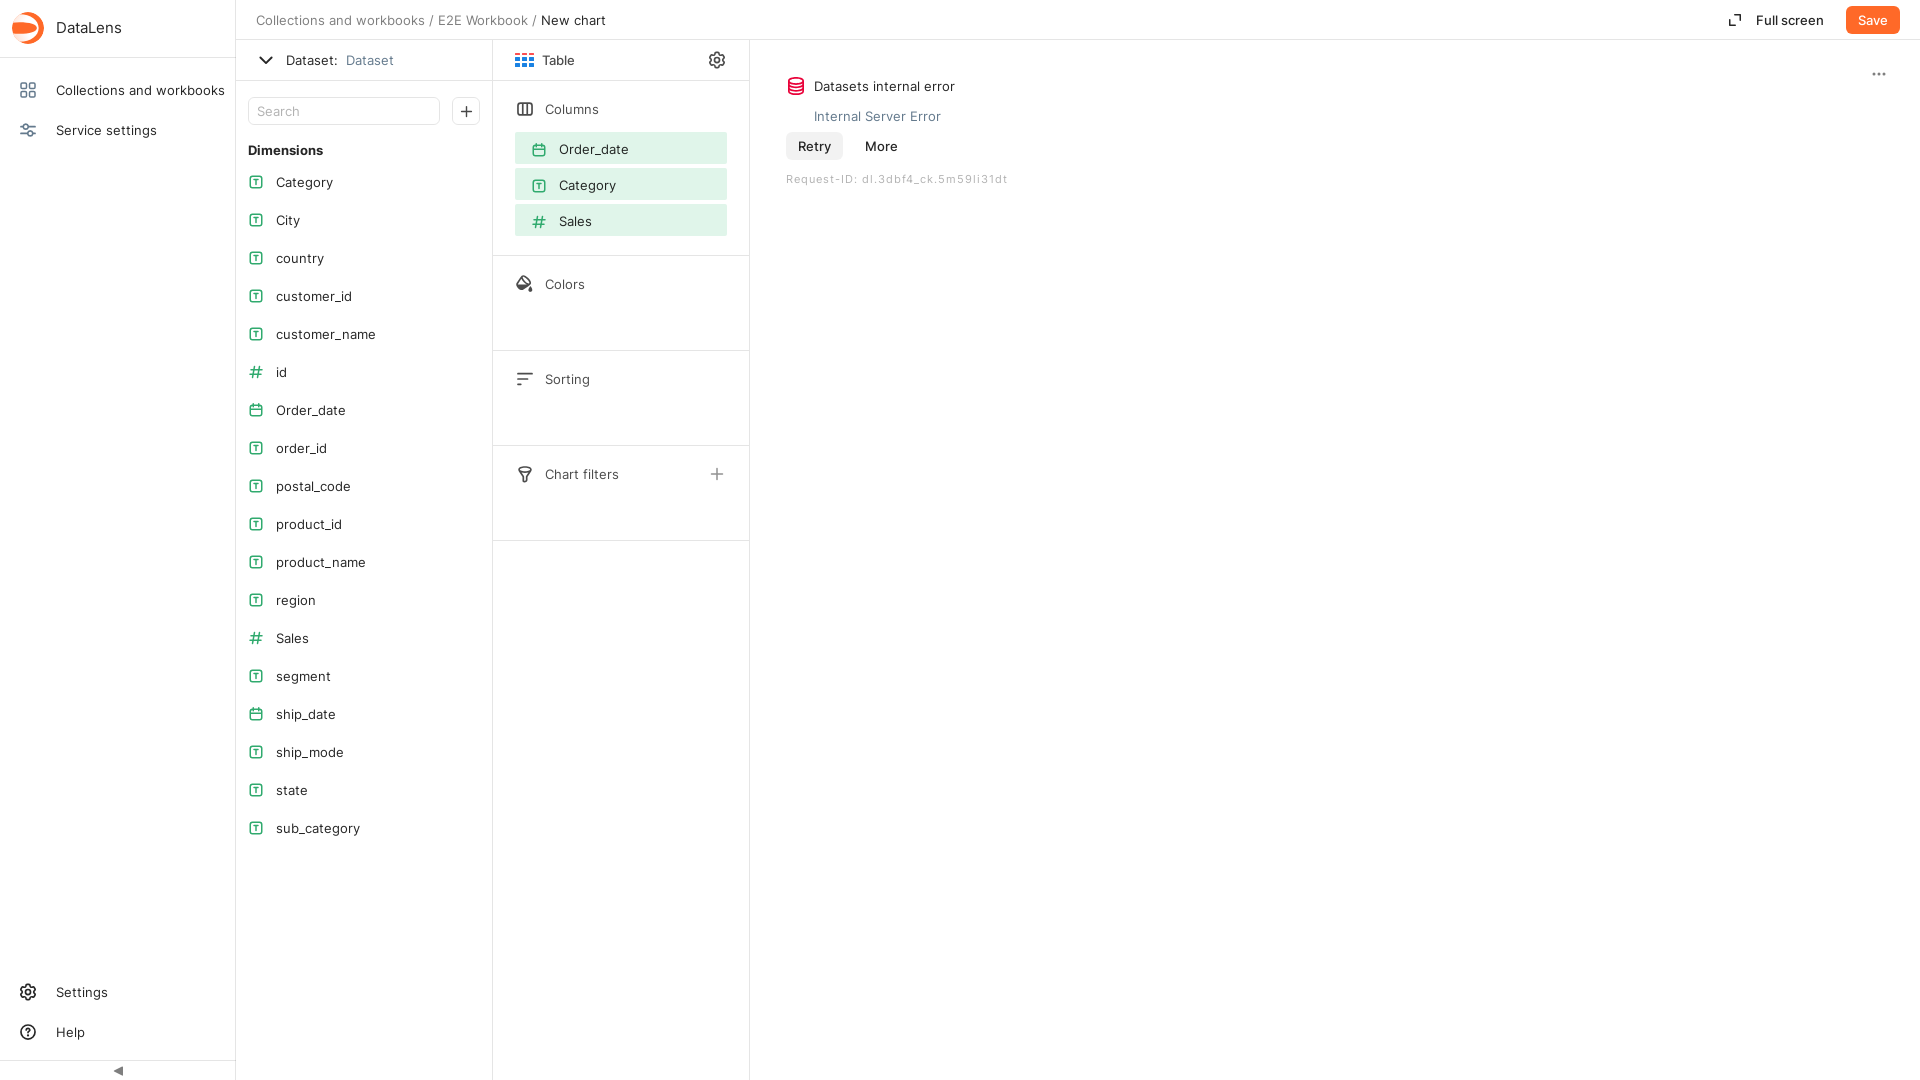 DataLens
Collections and workbooks
Service settings
Settings
Help
Collections and workbooks / E2E Workbook / New chart
Full screen
Save
Dataset: Dataset
Search
Dimensions
Category
City
country
customer_id
customer_name
id
Order_date
order_id
postal_code
product_id
product_name
region
Sales
segment
ship_date
ship_mode
state
sub_category
Table
Columns
Order_date
Category
Sales
Colors
Sorting
Chart filters
Datasets internal error
Internal Server Error
Retry
More
Request-ID: dl.3dbf4_ck.5m59li31dt